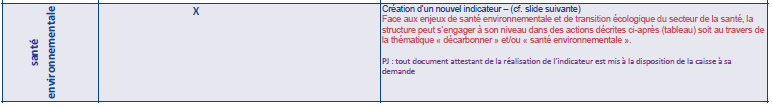 santé
environnementale
X
Création d'un nouvel indicateur – (cf. slide suivante)
Face aux enjeux de santé environnementale et de transition écologique du secteur de la santé, la
structure peut s'engager à son niveau dans des actions décrites ci-après (tableau) soit au travers de
la thématique « décarbonner » et/ou « santé environnementale ».
PJ : tout document attestant de la réalisation de l'indicateur est mis à la disposition de la caisse à sa
demande